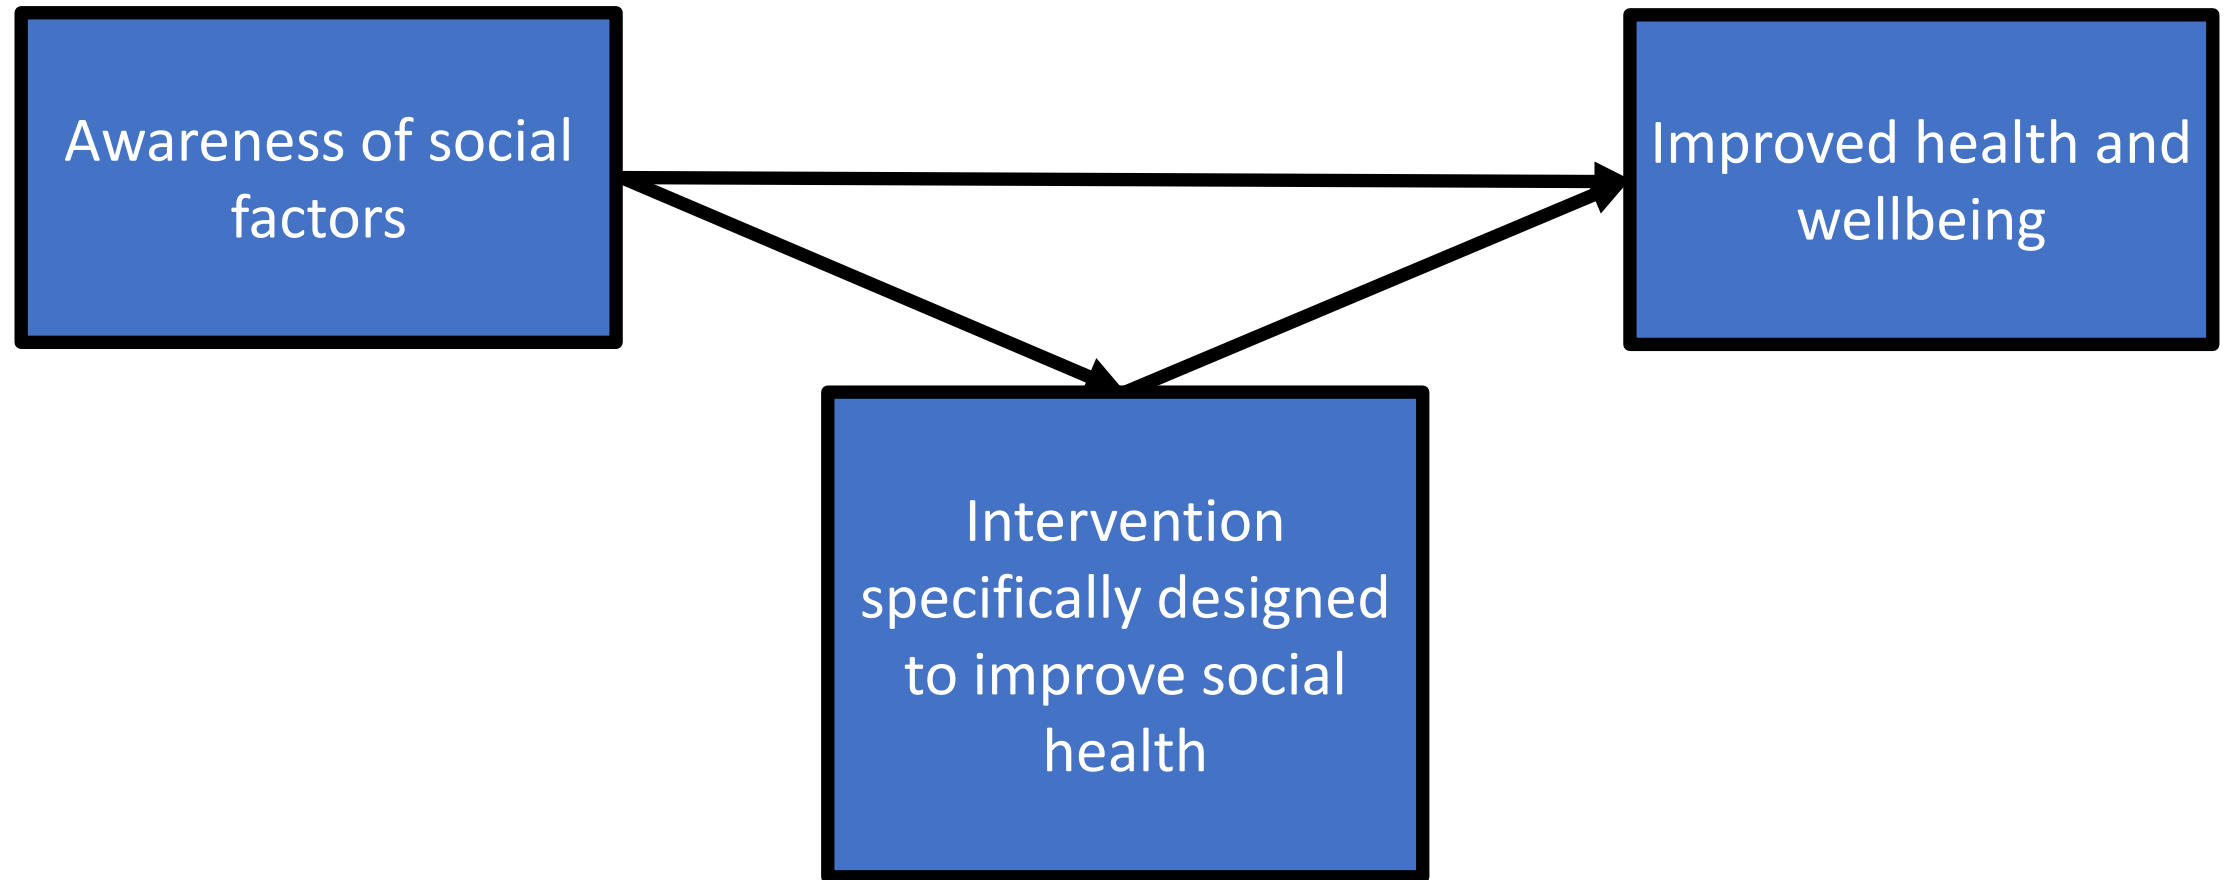 Awareness of social
factors
Improved health and
wellbeing
Intervention
specifically designed
to improve social
health